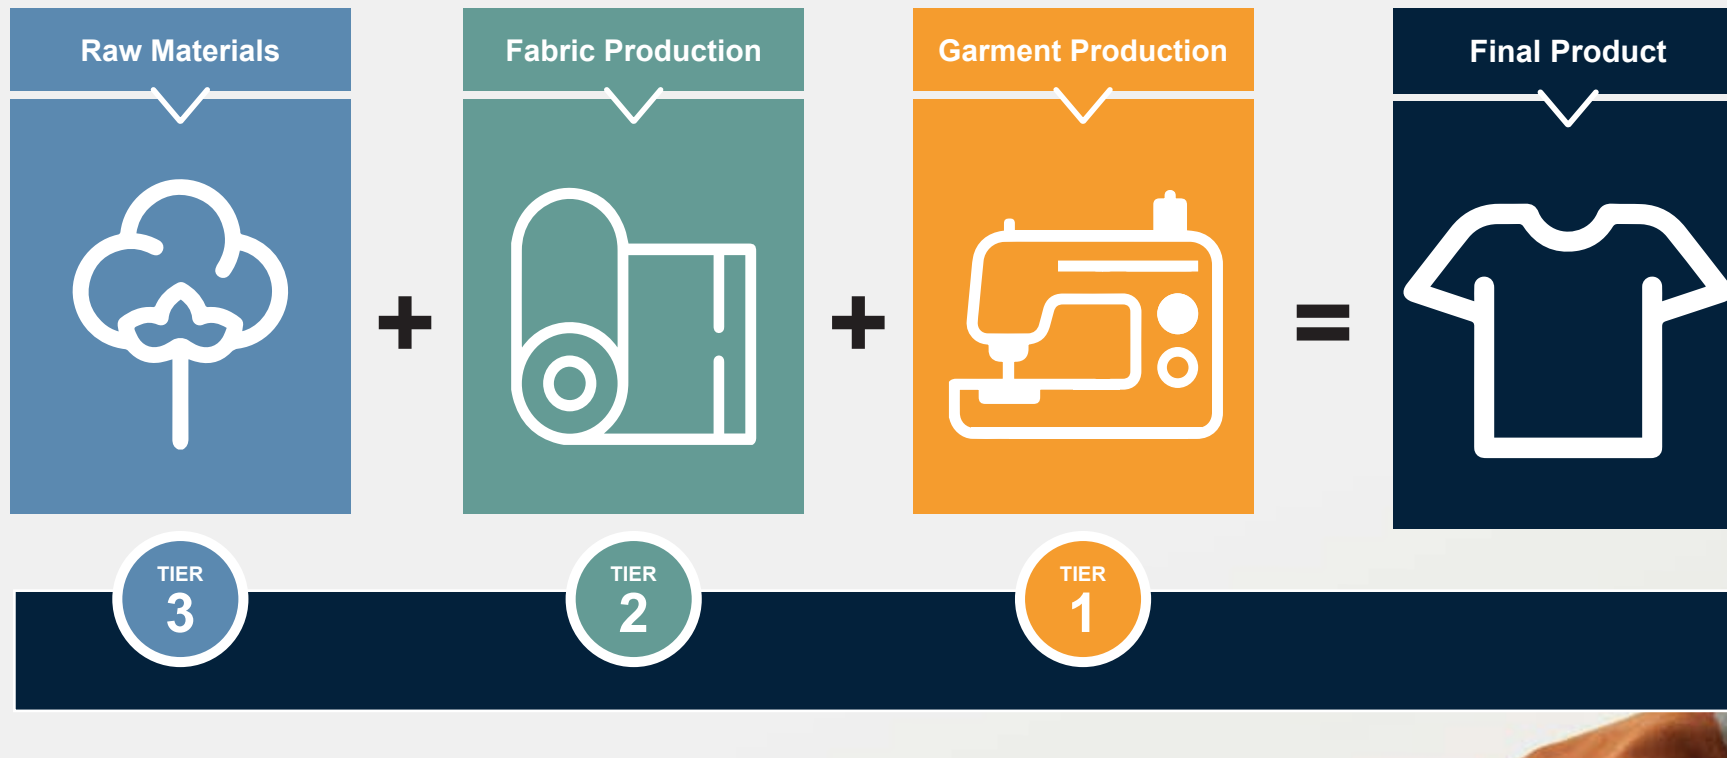 Raw Materials
Fabric Production
Garment Production
Final Product
+
+
=
TIER
3
TIER
2
TIER
1